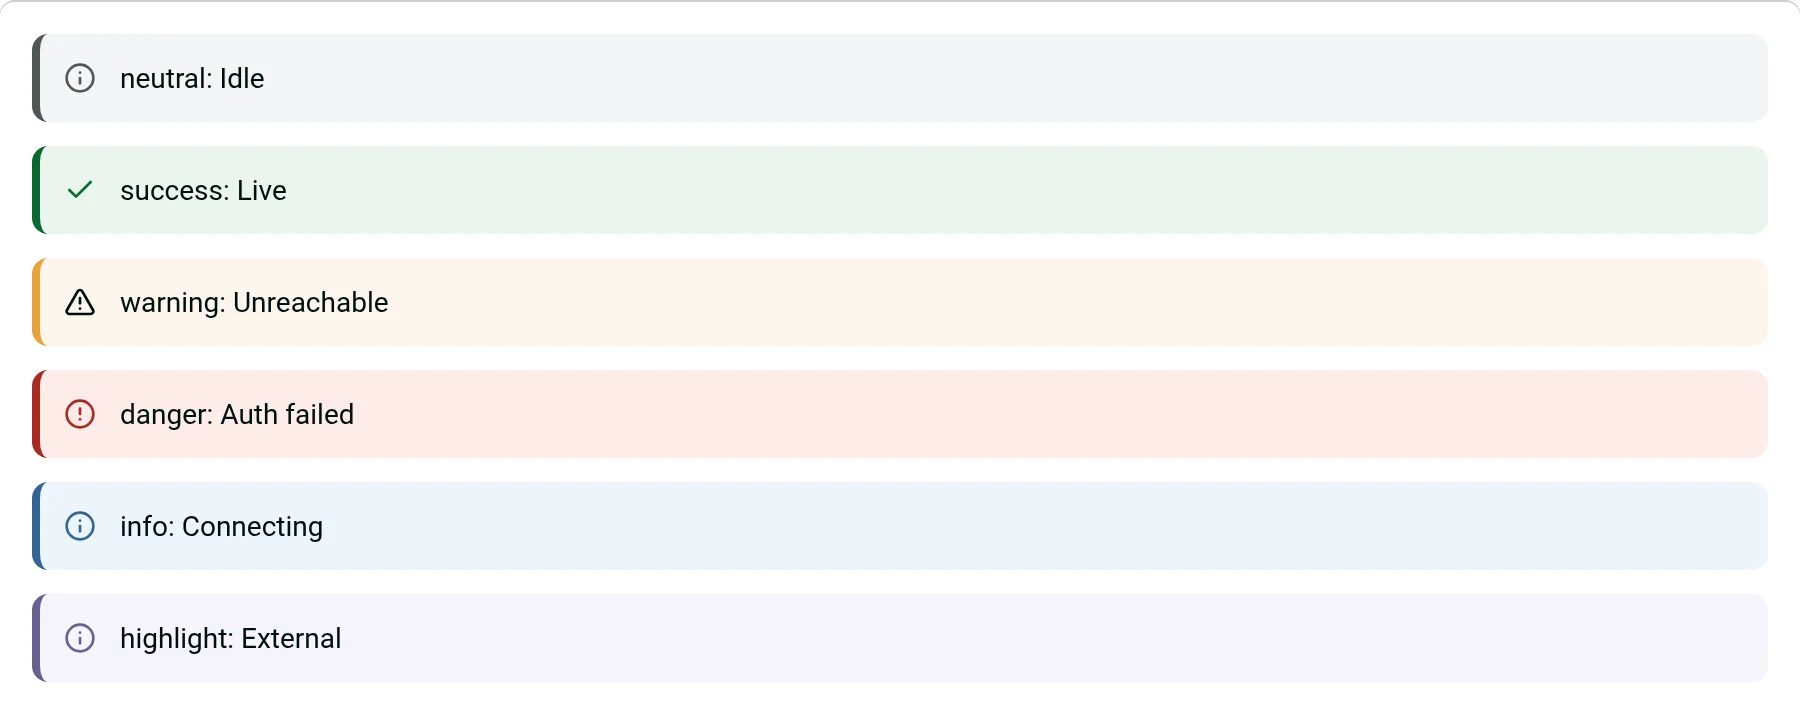 neutral: Idle
success: Live
warning: Unreachable
danger: Auth failed
info: Connecting
highlight: External